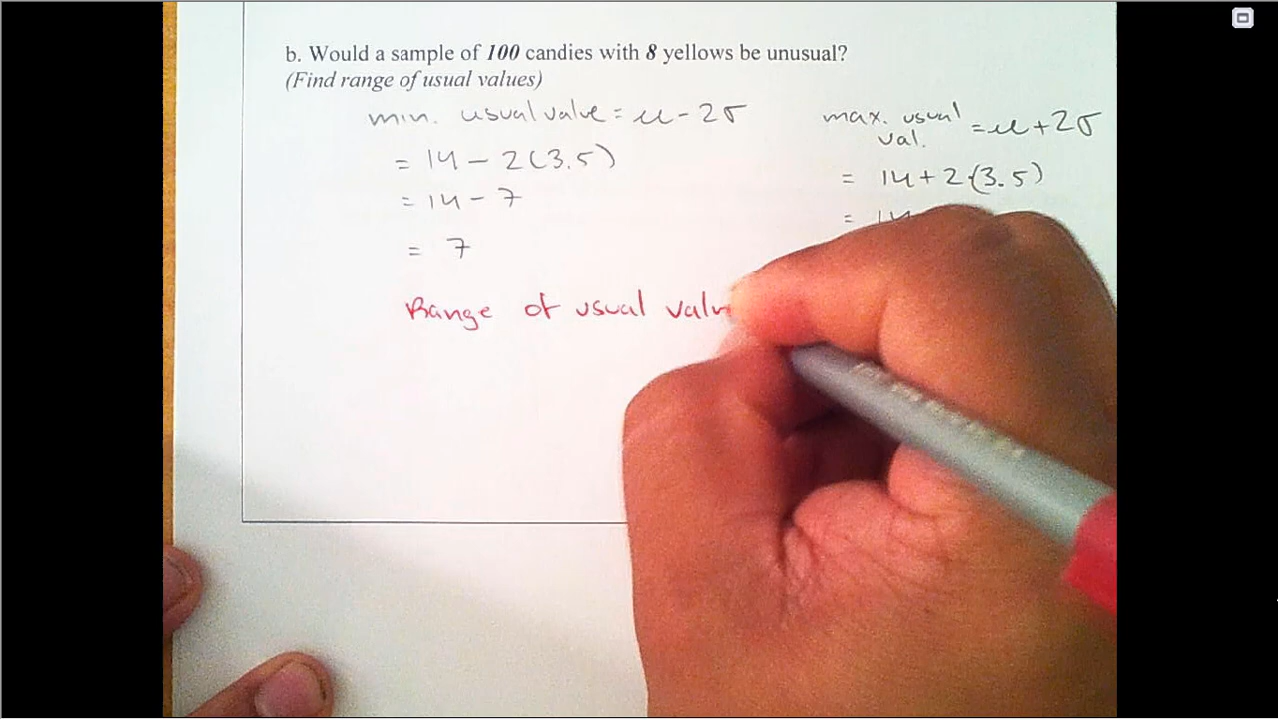 b. Would a sample of 100 candies with 8 yellows be unusual?
(Find range of usual values)
min. usual value = μ - 2σ
= 14 - 2(3.5)
= 14 - 7
= 7
max. usual
val. = μ + 2σ
= 14 + 2(3.5)
= 14
Range of usual